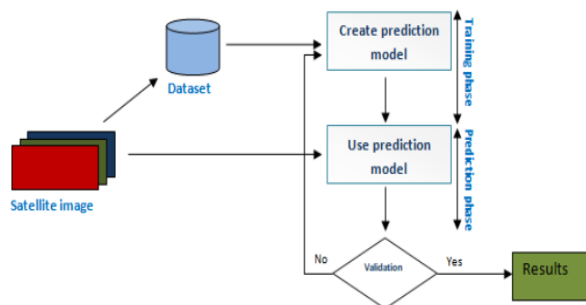 Create prediction
model
Training phase
Dataset
Use prediction
model
Prediction phase
Satellite image
No
Validation
Yes
Results